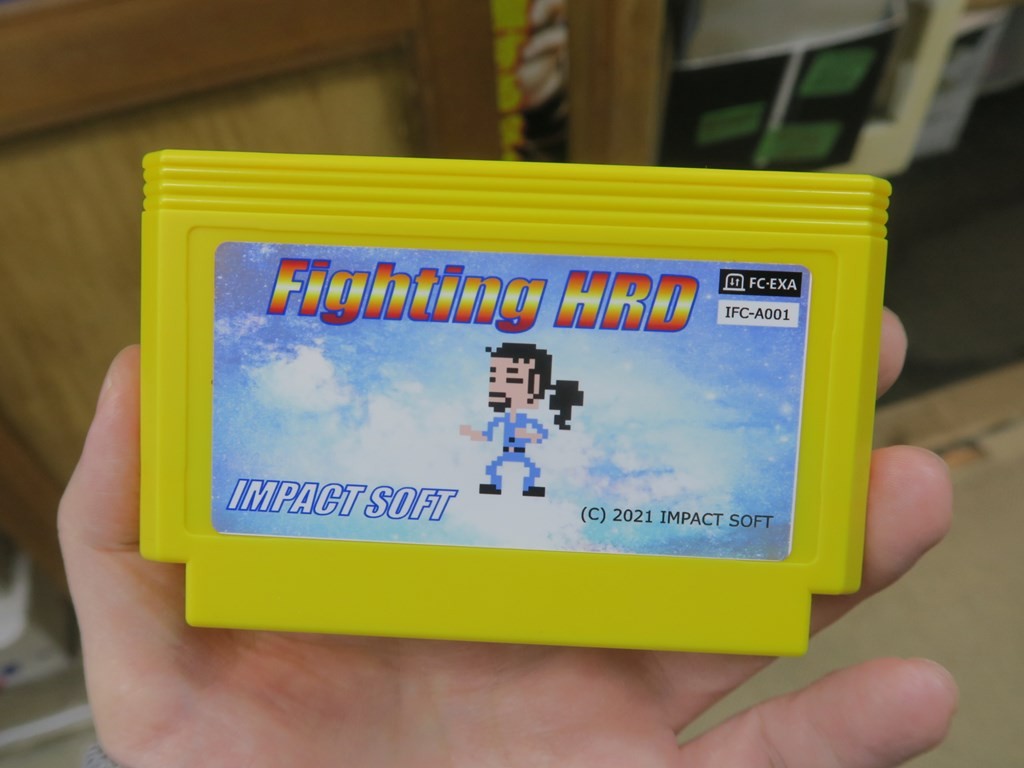 Fighting HRD
FC-EXA
IFC-A001
IMPACT SOFT
(C) 2021 IMPACT SOFT